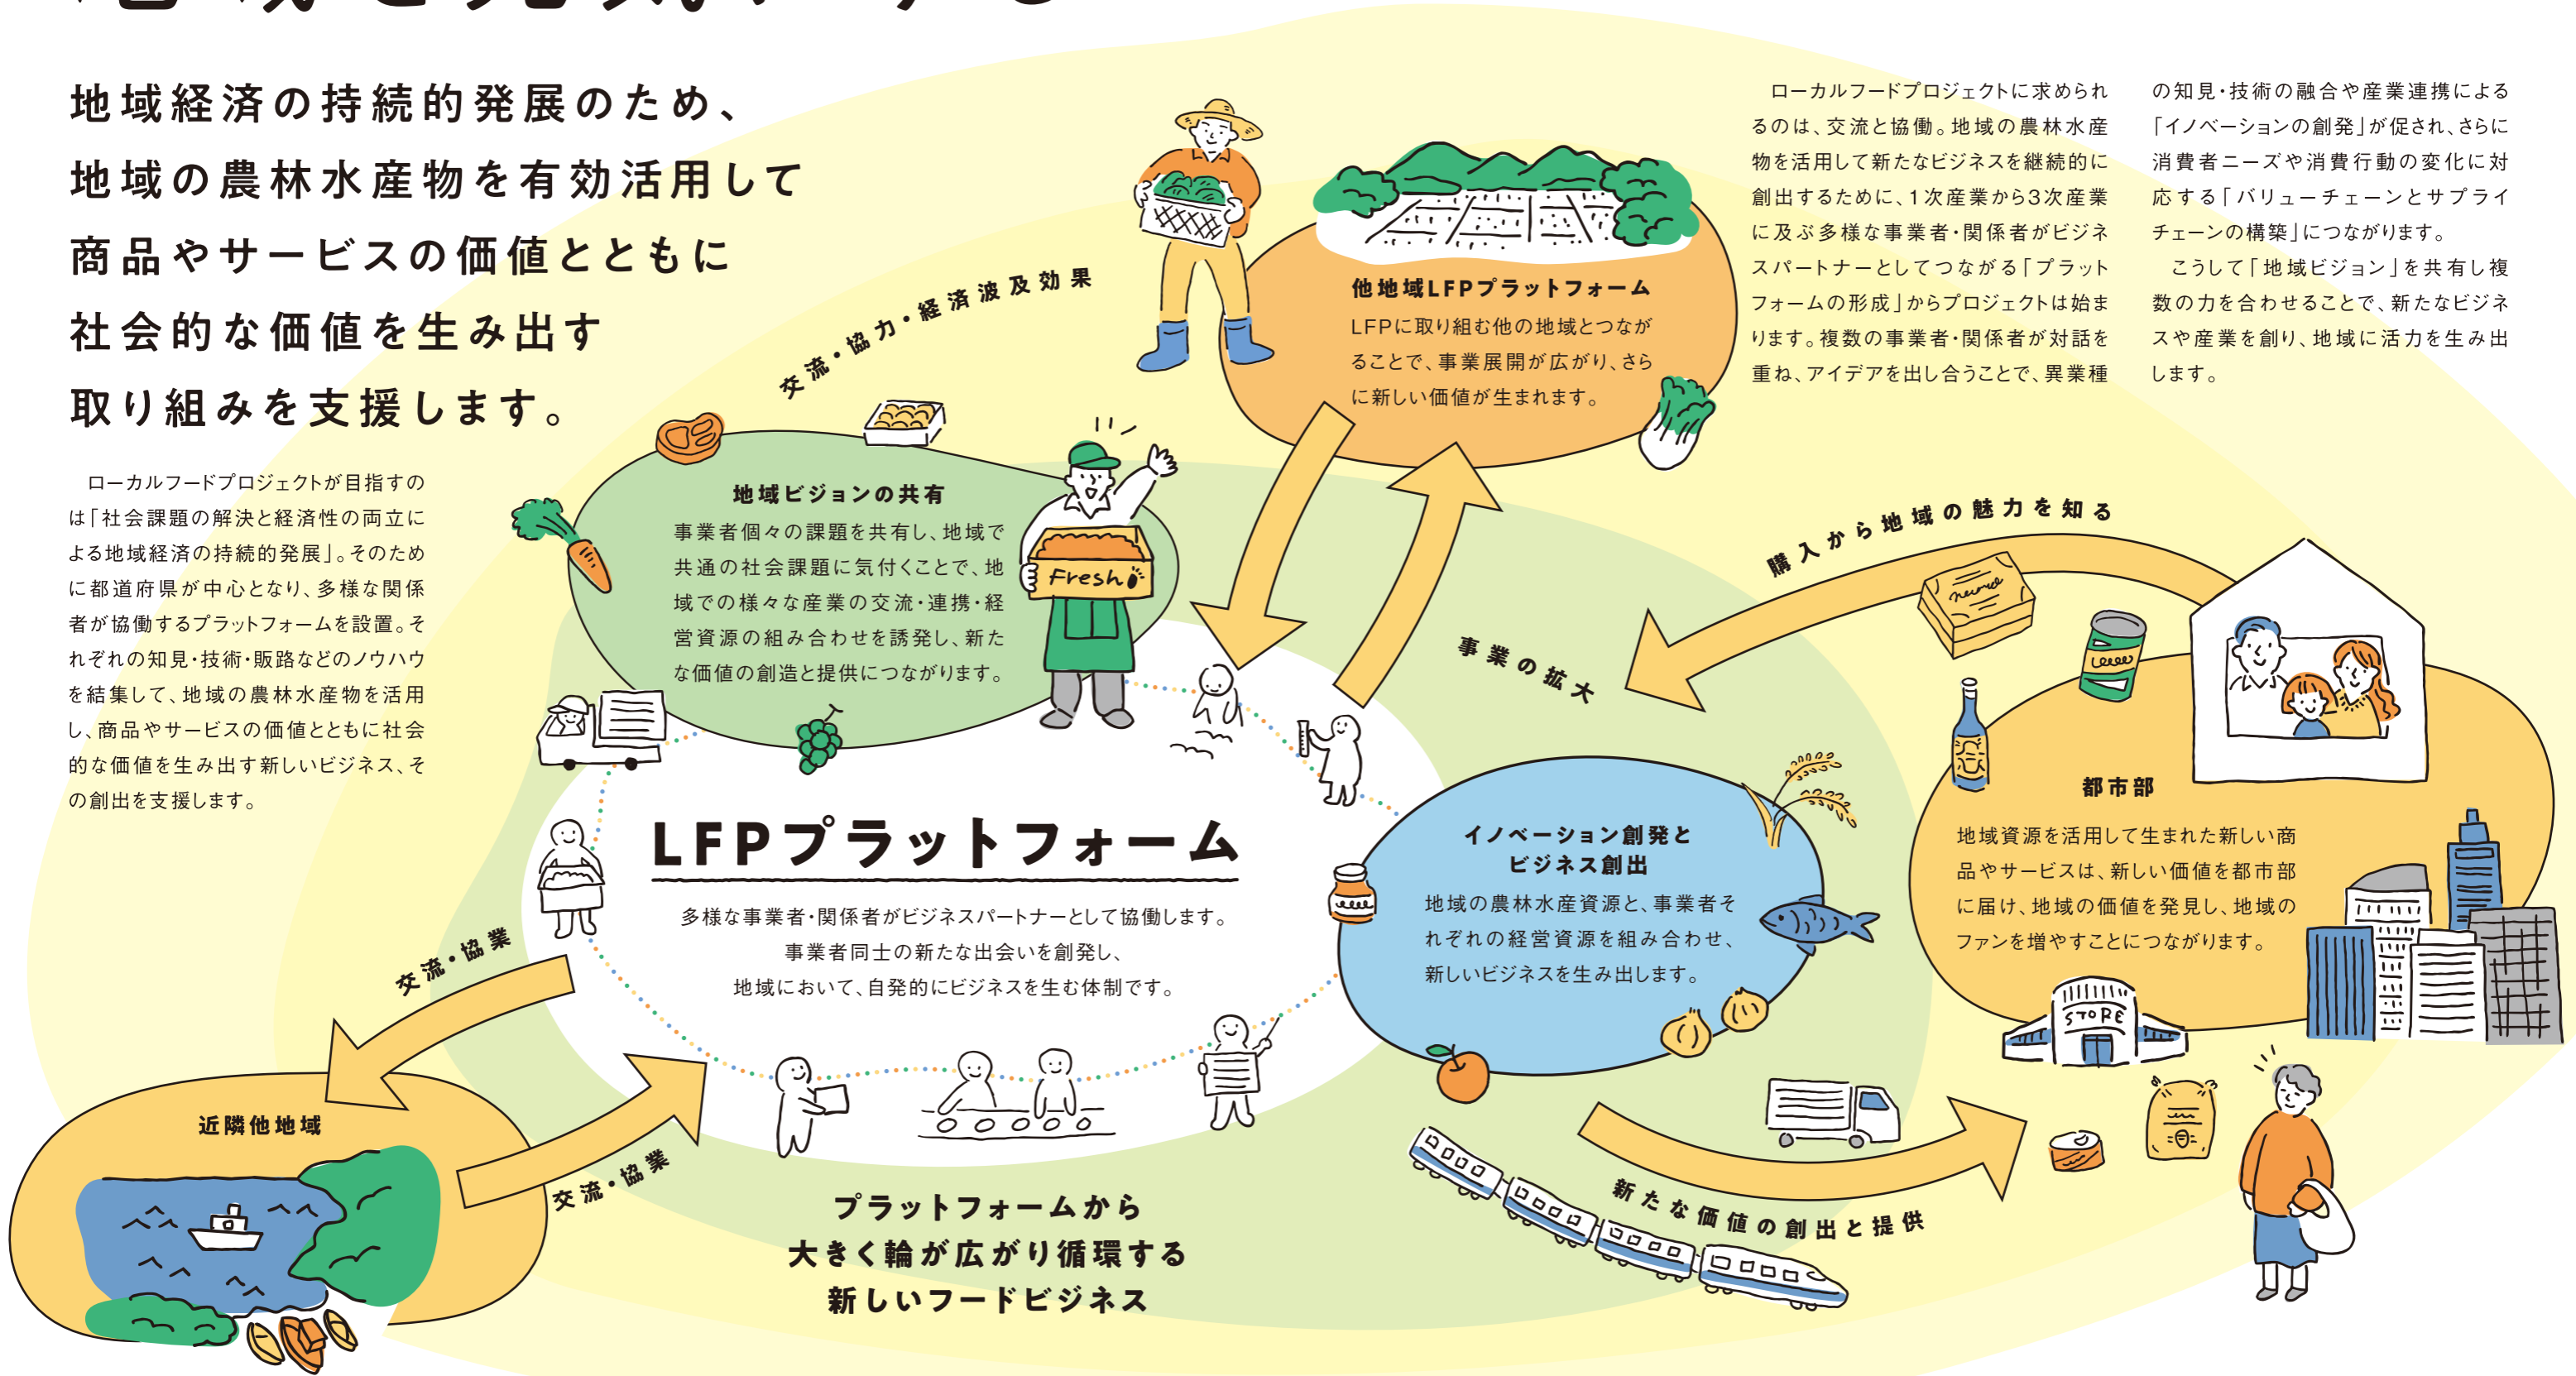 地域経済の持続的発展のため、
地域の農林水産物を有効活用して
商品やサービスの価値とともに
社会的な価値を生み出す
取り組みを支援します。
ローカルフードプロジェクトが目指すの
は「社会課題の解決と経済性の両立に
よる地域経済の持続的発展」。そのため
に都道府県が中心となり、多様な関係
者が協働するプラットフォームを設置。そ
れぞれの知見・技術・販路などのノウハウ
を結集して、地域の農林水産物を活用
し、商品やサービスの価値とともに社会
的な価値を生み出す新しいビジネス、そ
の創出を支援します。
ローカルフードプロジェクトに求められ
るのは、交流と協働。地域の農林水産
物を活用して新たなビジネスを継続的に
創出するために、1次産業から3次産業
に及ぶ多様な事業者・関係者がビジネ
スパートナーとしてつながる「プラット
フォームの形成」からプロジェクトは始ま
ります。複数の事業者・関係者が対話を
重ね、アイデアを出し合うことで、異業種
の知見・技術の融合や産業連携による
「イノベーションの創発」が促され、さらに
消費者ニーズや消費行動の変化に対
応する「バリューチェーンとサプライ
チェーンの構築」につながります。
こうして「地域ビジョン」を共有し複
数の力を合わせることで、新たなビジネ
スや産業を創り、地域に活力を生み出
します。
交流・協力・経済波及効果
他地域LFPプラットフォーム
LFPに取り組む他の地域とつなが
ることで、事業展開が広がり、さら
に新しい価値が生まれます。
地域ビジョンの共有
事業者個々の課題を共有し、地域で
共通の社会課題に気付くことで、地
域での様々な産業の交流・連携・経
営資源の組み合わせを誘発し、新た
な価値の創造と提供につながります。
Fresh
購入から地域の魅力を知る
事業の拡大
LFPプラットフォーム
多様な事業者・関係者がビジネスパートナーとして協働します。
事業者同士の新たな出会いを創発し、
地域において、自発的にビジネスを生む体制です。
イノベーション創発と
ビジネス創出
地域の農林水産資源と、事業者そ
れぞれの経営資源を組み合わせ、
新しいビジネスを生み出します。
都市部
地域資源を活用して生まれた新しい商
品やサービスは、新しい価値を都市部
に届け、地域の価値を発見し、地域の
ファンを増やすことにつながります。
STORE
交流・協業
近隣他地域
交流・協業
新たな価値の創出と提供
プラットフォームから
大きく輪が広がり循環する
新しいフードビジネス